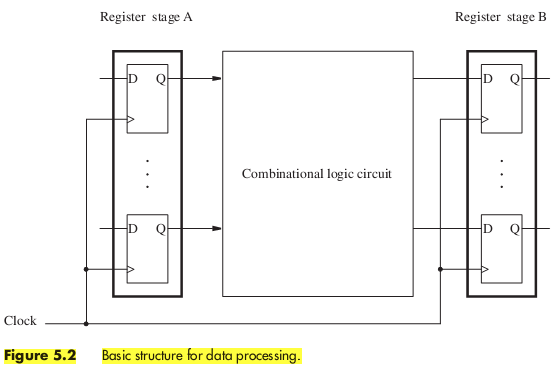 Register stage A
Register stage B
D Q
D Q
Combinational logic circuit
D Q
D Q
Clock
Figure 5.2 Basic structure for data processing.